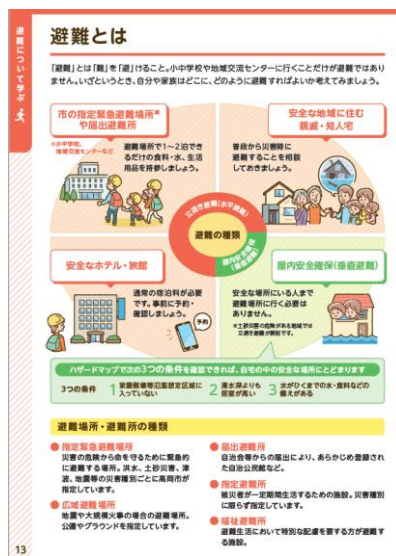 避難について学ぶ
避難とは
「避難」とは「難」を「避」けること。小中学校や地域交流センターに行くことだけが避難ではあり
ません。いざというとき、自分や家族はどこに、どのように避難すればよいか考えてみましょう。
市の指定緊急避難場所※
や届出避難所
※小中学校、
地域交流センターなど
避難場所で1〜2泊でき
るだけの食料・水、生活
用品を持参しましょう。
安全な地域に住む
親戚・知人宅
普段から災害時に
避難することを相談
しておきましょう。
立退き避難(水平避難)
避難の種類
屋内安全確保
(垂直避難)
安全なホテル・旅館
通常の宿泊料が必要
です。事前に予約・
確認しましょう。
予約
屋内安全確保(垂直避難)
安全な場所にいる人まで
避難場所に行く必要は
ありません。
※土砂災害の危険がある地域では
立退き避難が原則です。
ハザードマップで次の3つの条件を確認できれば、自宅の中の安全な場所にとどまります
3つの条件
1 家屋倒壊等氾濫想定区域に
入っていない
2 浸水深よりも
居室が高い
3 水がひくまでの水・食料などの
備えがある
避難場所・避難所の種類
● 指定緊急避難場所
災害の危険から命を守るために緊急的
に避難する場所。洪水、土砂災害、津
波、地震等の災害種別ごとに高岡市が
指定しています。
● 広域避難場所
地震や大規模火事の場合の避難場所。
公園やグラウンドを指定しています。
● 届出避難所
自治会等からの届出により、あらかじめ登録され
た自治公民館など。
● 指定避難所
被災者が一定期間生活するための施設。災害種別
に限らず指定しています。
● 福祉避難所
避難生活において特別な配慮を要する方が避難す
る施設。
13